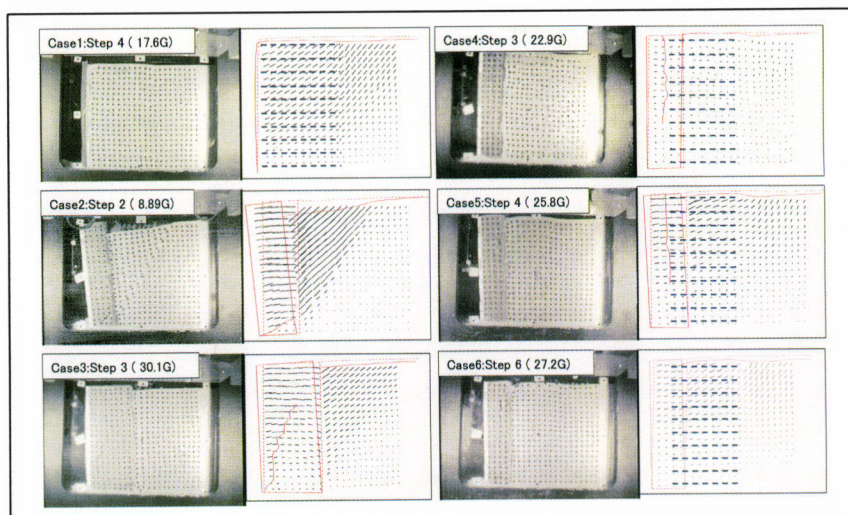 Case1:Step 4 ( 17.6G)
Case4:Step 3 ( 22.9G)
Case2:Step 2 ( 8.89G)
Case5:Step 4 ( 25.8G)
Case3:Step 3 ( 30.1G)
Case6:Step 6 ( 27.2G)